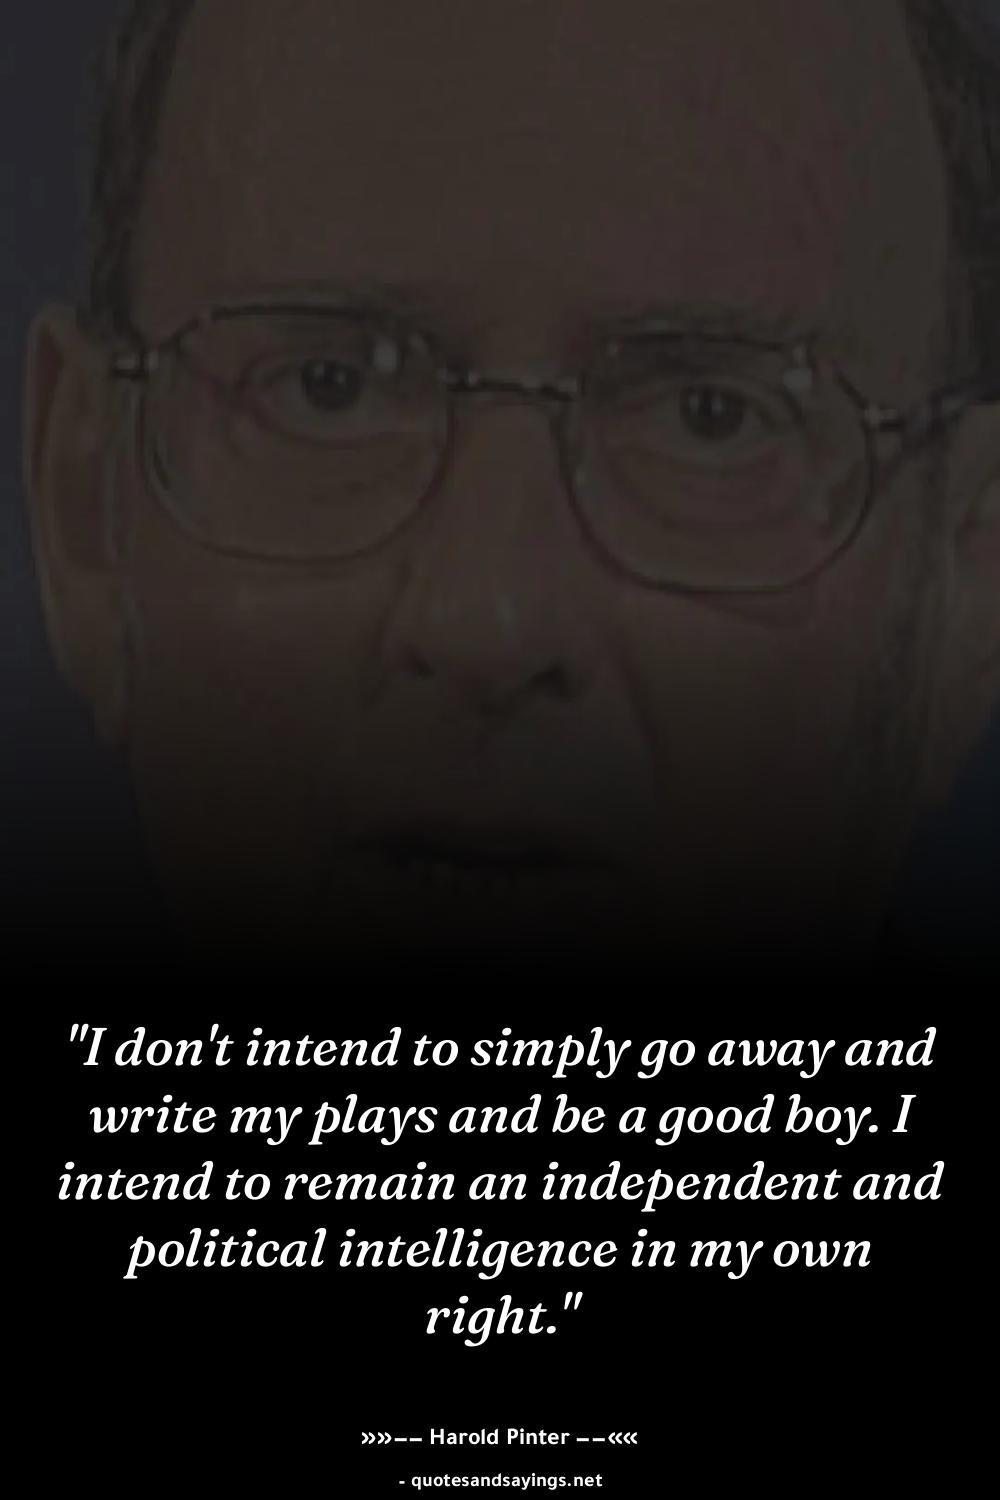 "I don't intend to simply go away and
write my plays and be a good boy. I
intend to remain an independent and
political intelligence in my own
right."
»»–– Harold Pinter ––««
- quotesandsayings.net